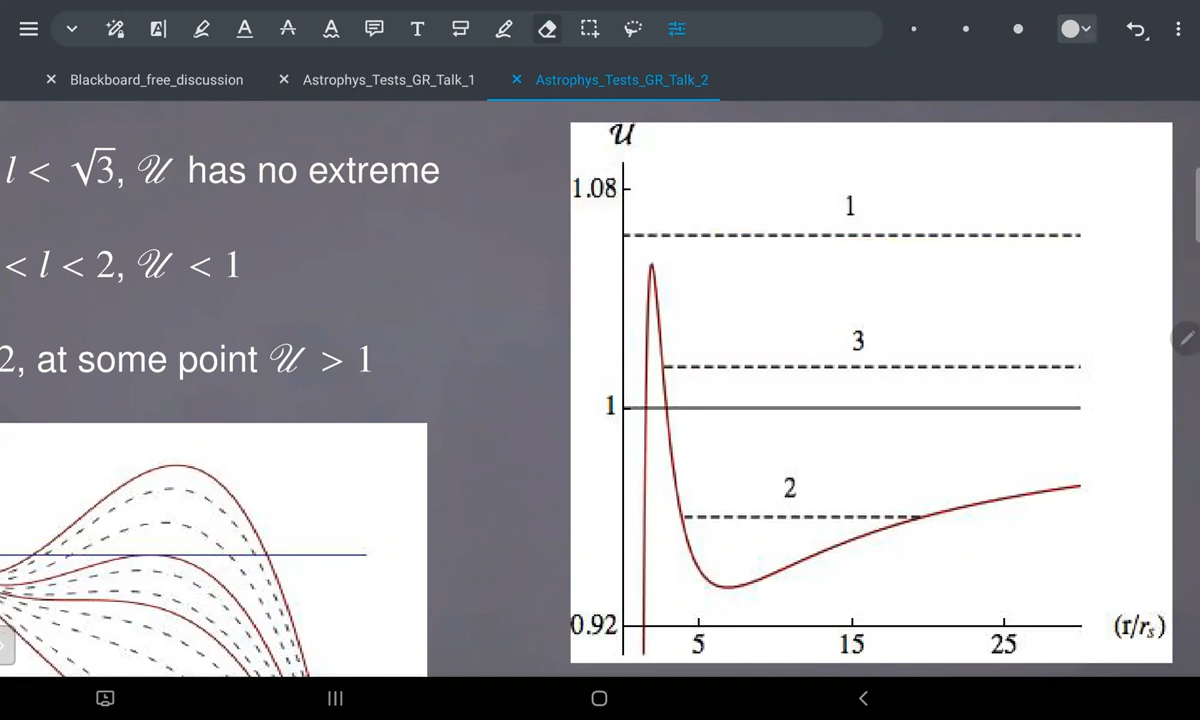 Blackboard_free_discussion
Astrophys_Tests_GR_Talk_1
Astrophys_Tests_GR_Talk_2
l < √3, 𝒰 has no extreme
< l < 2, 𝒰 < 1
2, at some point 𝒰 > 1
𝒰
1.08
1
3
1
2
0.92
5 15 25 (r/rₛ)